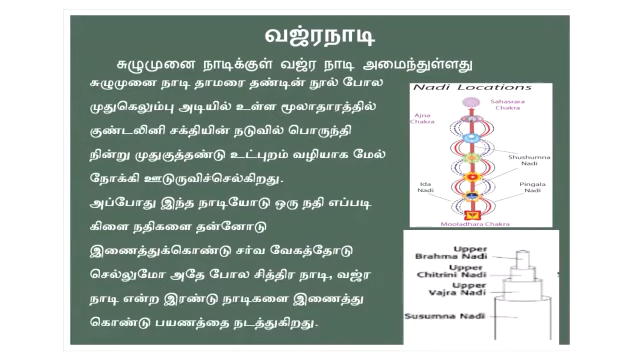 வஜ்ரநாடி
சுழுமுனை நாடிக்குள் வஜ்ர நாடி அமைந்துள்ளது
சுழுமுனை நாடி தாமரை தண்டின் நூல் போல
முதுகெலும்பு அடியில் உள்ள மூலாதாரத்தில்
குண்டலினி சக்தியின் நடுவில் பொருந்தி
நின்று முதுகுத்தண்டு உட்புறம் வழியாக மேல்
நோக்கி ஊடுருவிச்செல்கிறது.
அப்போது இந்த நாடியோடு ஒரு நதி எப்படி
கிளை நதிகளை தன்னோடு
இணைத்துக்கொண்டு சர்வ வேகத்தோடு
செல்லுமோ அதே போல சித்திர நாடி, வஜ்ர
நாடி என்ற இரண்டு நாடிகளை இணைத்து
கொண்டு பயணத்தை நடத்துகிறது.
Nadi Locations
Sahasrara
Chakra
Ajna
Chakra
Shushumna
Nadi
Ida
Nadi
Pingala
Nadi
Mooladhara Chakra
Upper
Brahma Nadi
Upper
Chitrini Nadi
Upper
Vajra Nadi
Susumna Nadi